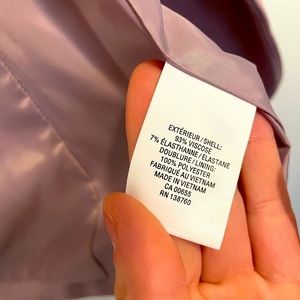 EXTÉRIEUR / SHELL:
93% VISCOSE
7% ÉLASTHANNE / ELASTANE
DOUBLURE / LINING:
100% POLYESTER
FABRIQUÉ AU VIETNAM
MADE IN VIETNAM
CA 00655
RN 138760